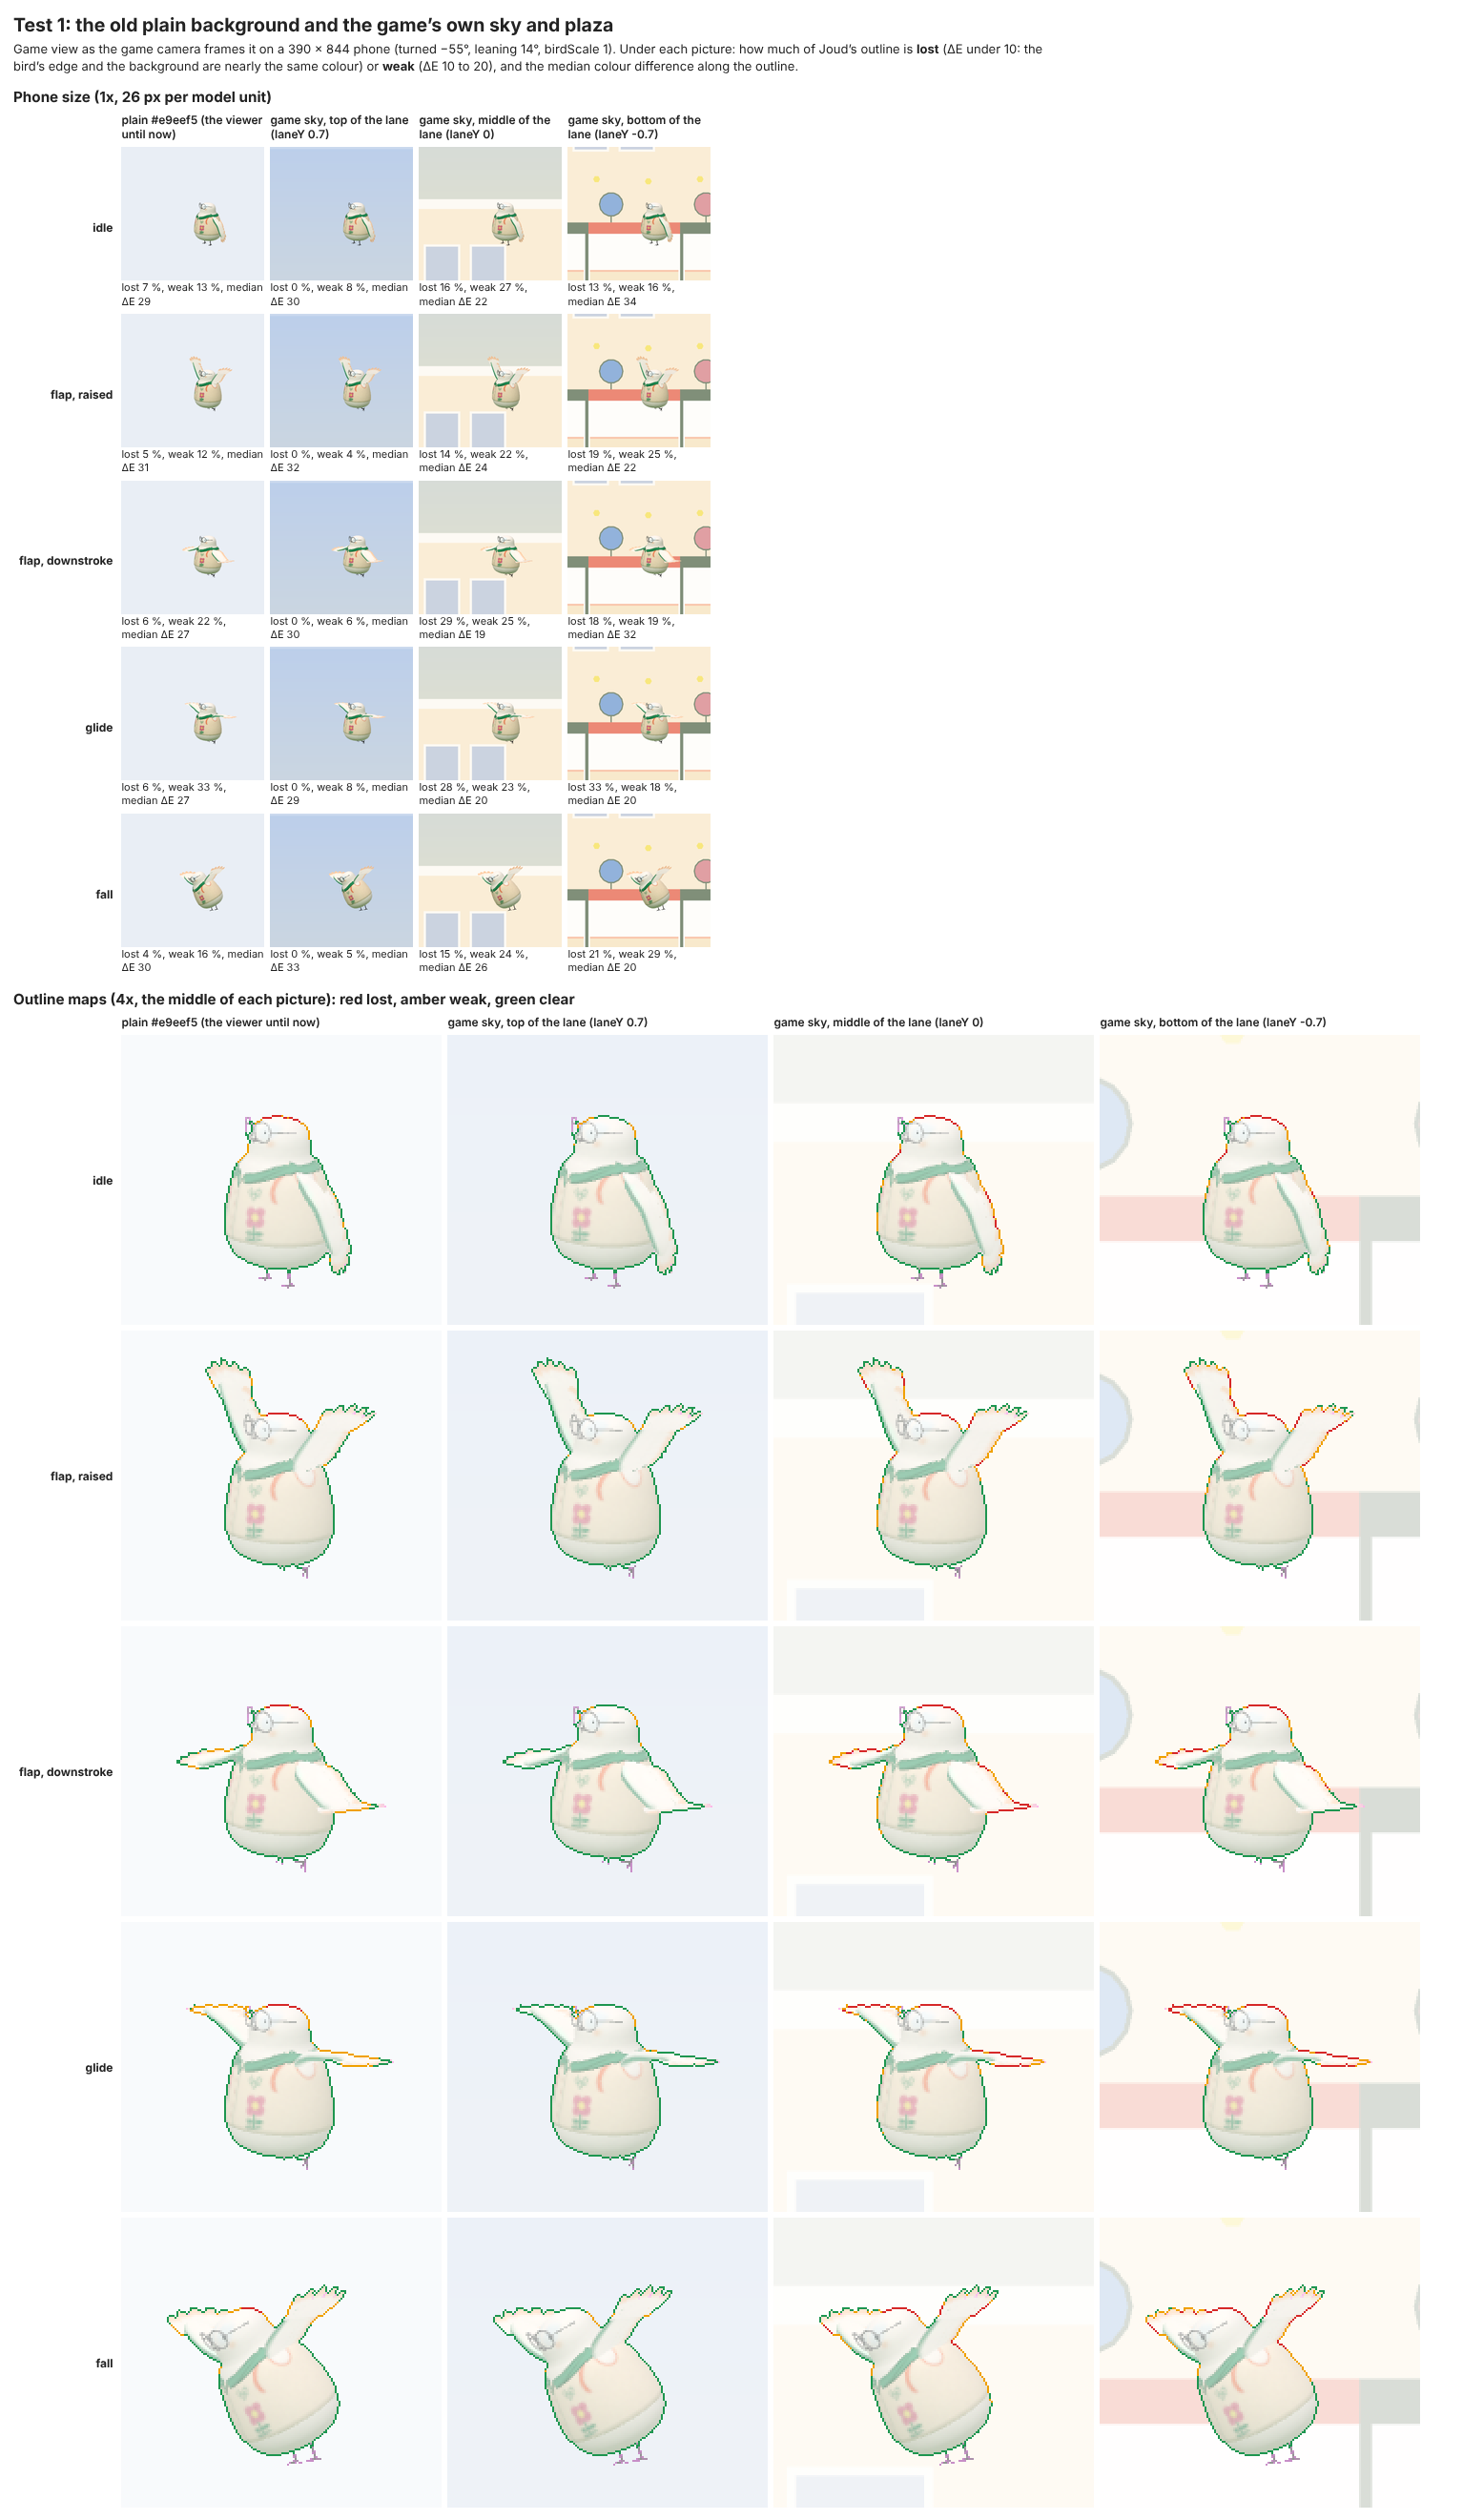 Test 1: the old plain background and the game’s own sky and plaza
Game view as the game camera frames it on a 390 × 844 phone (turned −55°, leaning 14°, birdScale 1). Under each picture: how much of Joud’s outline is lost (ΔE under 10: the
bird’s edge and the background are nearly the same colour) or weak (ΔE 10 to 20), and the median colour difference along the outline.
Phone size (1x, 26 px per model unit)
plain #e9eef5 (the viewer until now)
game sky, top of the lane (laneY 0.7)
game sky, middle of the lane (laneY 0)
game sky, bottom of the lane (laneY -0.7)
idle
lost 7 %, weak 13 %, median ΔE 29
lost 0 %, weak 8 %, median ΔE 30
lost 16 %, weak 27 %, median ΔE 22
lost 13 %, weak 16 %, median ΔE 34
flap, raised
lost 5 %, weak 12 %, median ΔE 31
lost 0 %, weak 4 %, median ΔE 32
lost 14 %, weak 22 %, median ΔE 24
lost 19 %, weak 25 %, median ΔE 22
flap, downstroke
lost 6 %, weak 22 %, median ΔE 27
lost 0 %, weak 6 %, median ΔE 30
lost 29 %, weak 25 %, median ΔE 19
lost 18 %, weak 19 %, median ΔE 32
glide
lost 6 %, weak 33 %, median ΔE 27
lost 0 %, weak 8 %, median ΔE 29
lost 28 %, weak 23 %, median ΔE 20
lost 33 %, weak 18 %, median ΔE 20
fall
lost 4 %, weak 16 %, median ΔE 30
lost 0 %, weak 5 %, median ΔE 33
lost 15 %, weak 24 %, median ΔE 26
lost 21 %, weak 29 %, median ΔE 20
Outline maps (4x, the middle of each picture): red lost, amber weak, green clear
plain #e9eef5 (the viewer until now)
game sky, top of the lane (laneY 0.7)
game sky, middle of the lane (laneY 0)
game sky, bottom of the lane (laneY -0.7)
idle
flap, raised
flap, downstroke
glide
fall